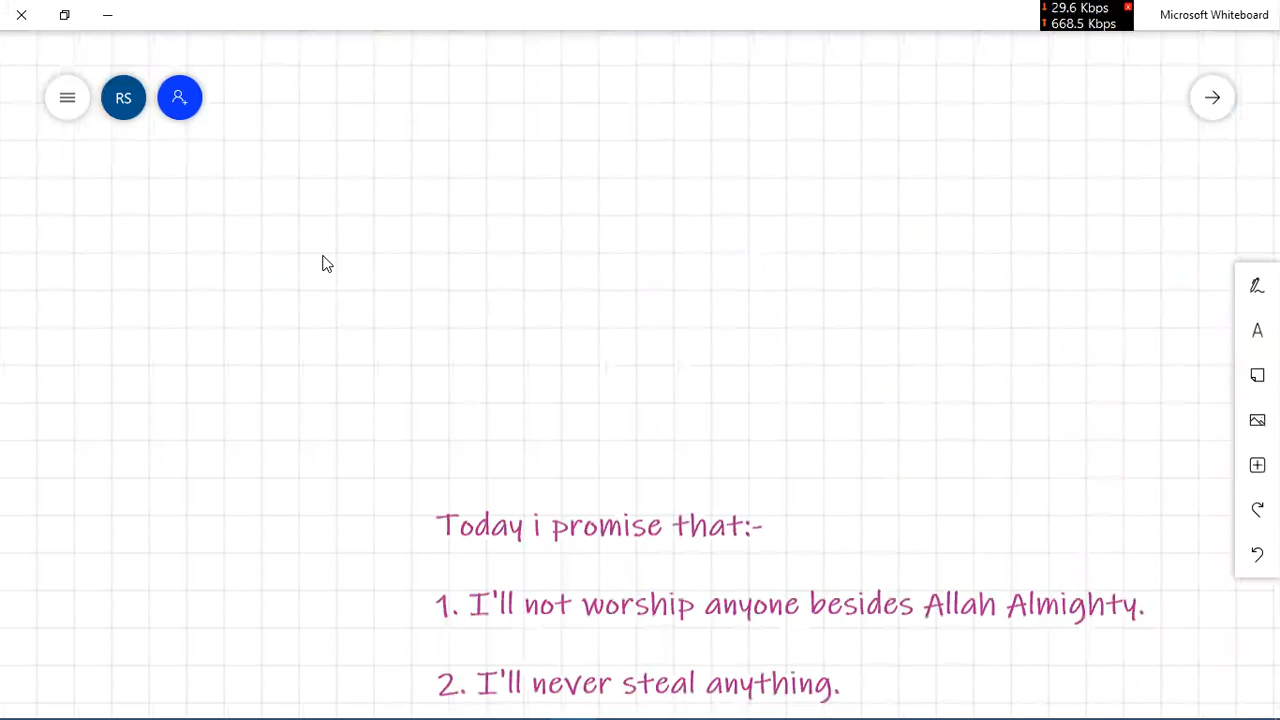 29.6 Kbps
668.5 Kbps
x
Microsoft Whiteboard
RS
A
Today i promise that:-
1. I'll not worship anyone besides Allah Almighty.
2. I'll never steal anything.